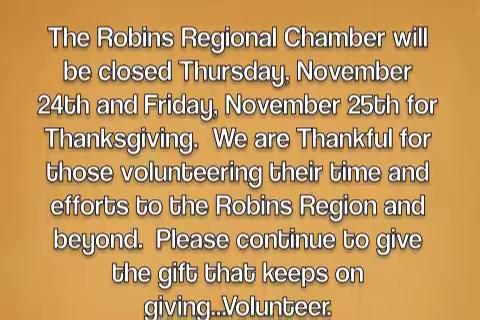 The Robins Regional Chamber will
be closed Thursday, November
24th and Friday, November 25th for
Thanksgiving.  We are Thankful for
those volunteering their time and
efforts to the Robins Region and
beyond.  Please continue to give
the gift that keeps on
giving...Volunteer.